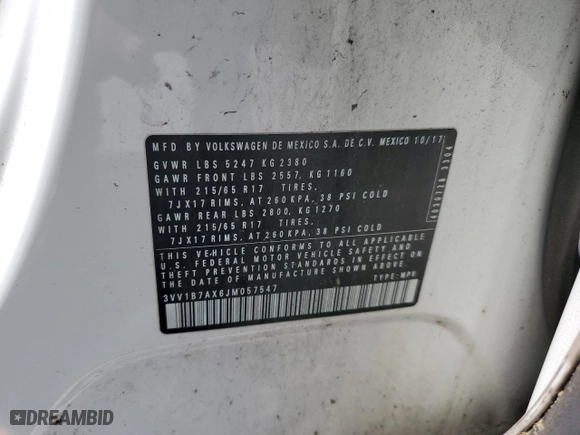 MFD BY VOLKSWAGEN DE MEXICO S.A. DE C.V. MEXICO 10/17
GVWR LBS 5247 KG 2380
GAWR FRONT LBS 2557, KG 1160
WITH 215/65 R17 TIRES.
7JX17 RIMS, AT 260 KPA, 38 PSI COLD
GAWR REAR LBS 2800, KG 1270
WITH 215/65 R17 TIRES.
7JX17 RIMS, AT 260 KPA, 38 PSI COLD
THIS VEHICLE CONFORMS TO ALL APPLICABLE
U.S. FEDERAL MOTOR VEHICLE SAFETY AND
THEFT PREVENTION STANDARDS IN EFFECT ON
THE DATE OF MANUFACTURE SHOWN ABOVE.
TYPE: MPV
3VV1B7AX6JM057547
DREAMBID